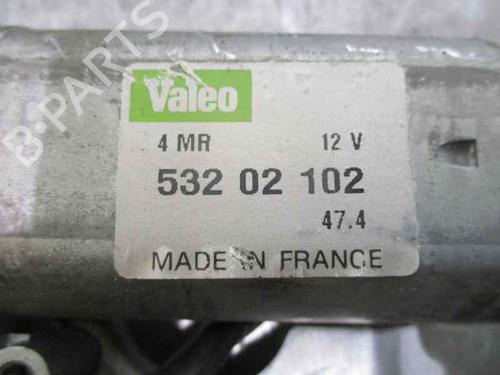 B-PARTS
Valeo
4 MR 12 V
532 02 102
47.4
MADE IN FRANCE